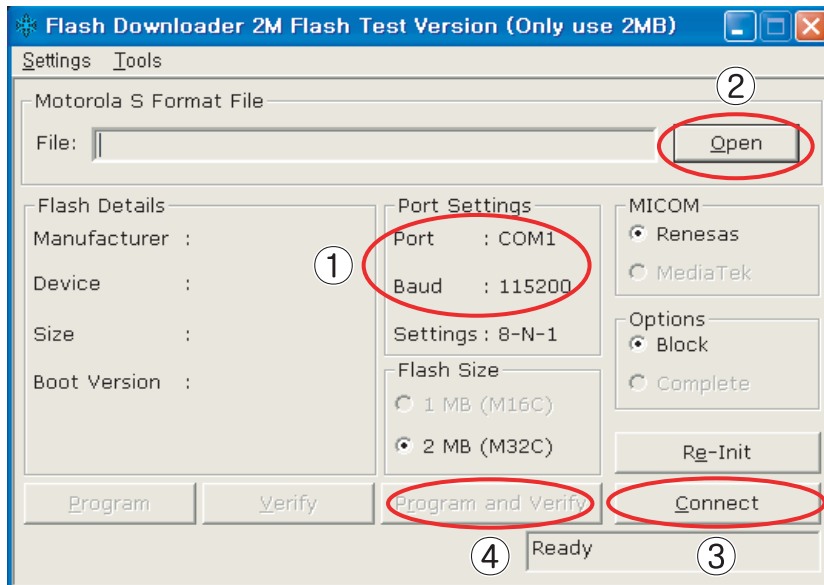 Flash Downloader 2M Flash Test Version (Only use 2MB)
Settings Tools
②
Motorola S Format File
File: Open
Flash Details
Manufacturer :
Device :
Size :
Boot Version :
①
Port Settings
Port : COM1
Baud : 115200
Settings : 8-N-1
Flash Size
1 MB (M16C)
2 MB (M32C)
MICOM
Renesas
MediaTek
Options
Block
Complete
Re-Init
Program Verify Program and Verify Connect
④ Ready ③